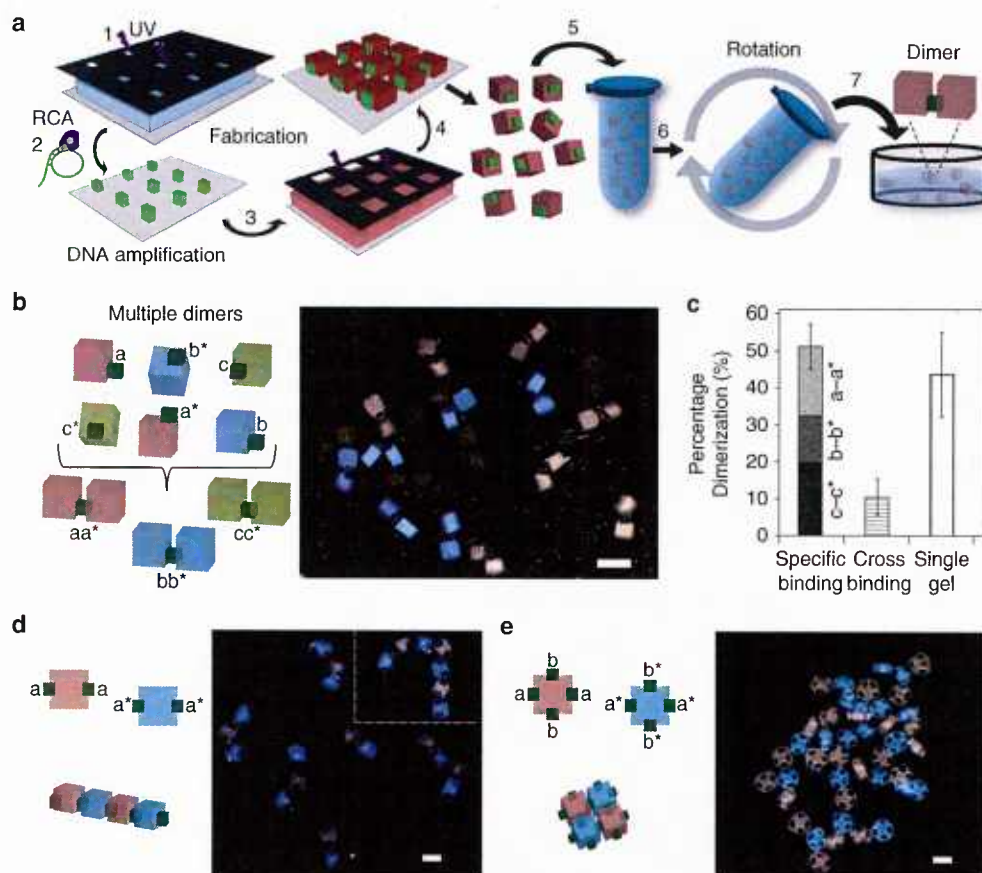 a
1 UV
RCA
2
Fabrication
4
3
DNA amplification
5
6
Rotation
7
Dimer
b
Multiple dimers
a
b*
c
c*
a*
b
aa*
cc*
bb*
c
Percentage
Dimerization (%)
60
50
40
30
20
10
0
a–a*
b–b*
c–c*
Specific
binding
Cross
binding
Single
gel
d
a
a
a*
a*
e
b
a
a
b
b*
a*
a*
b*